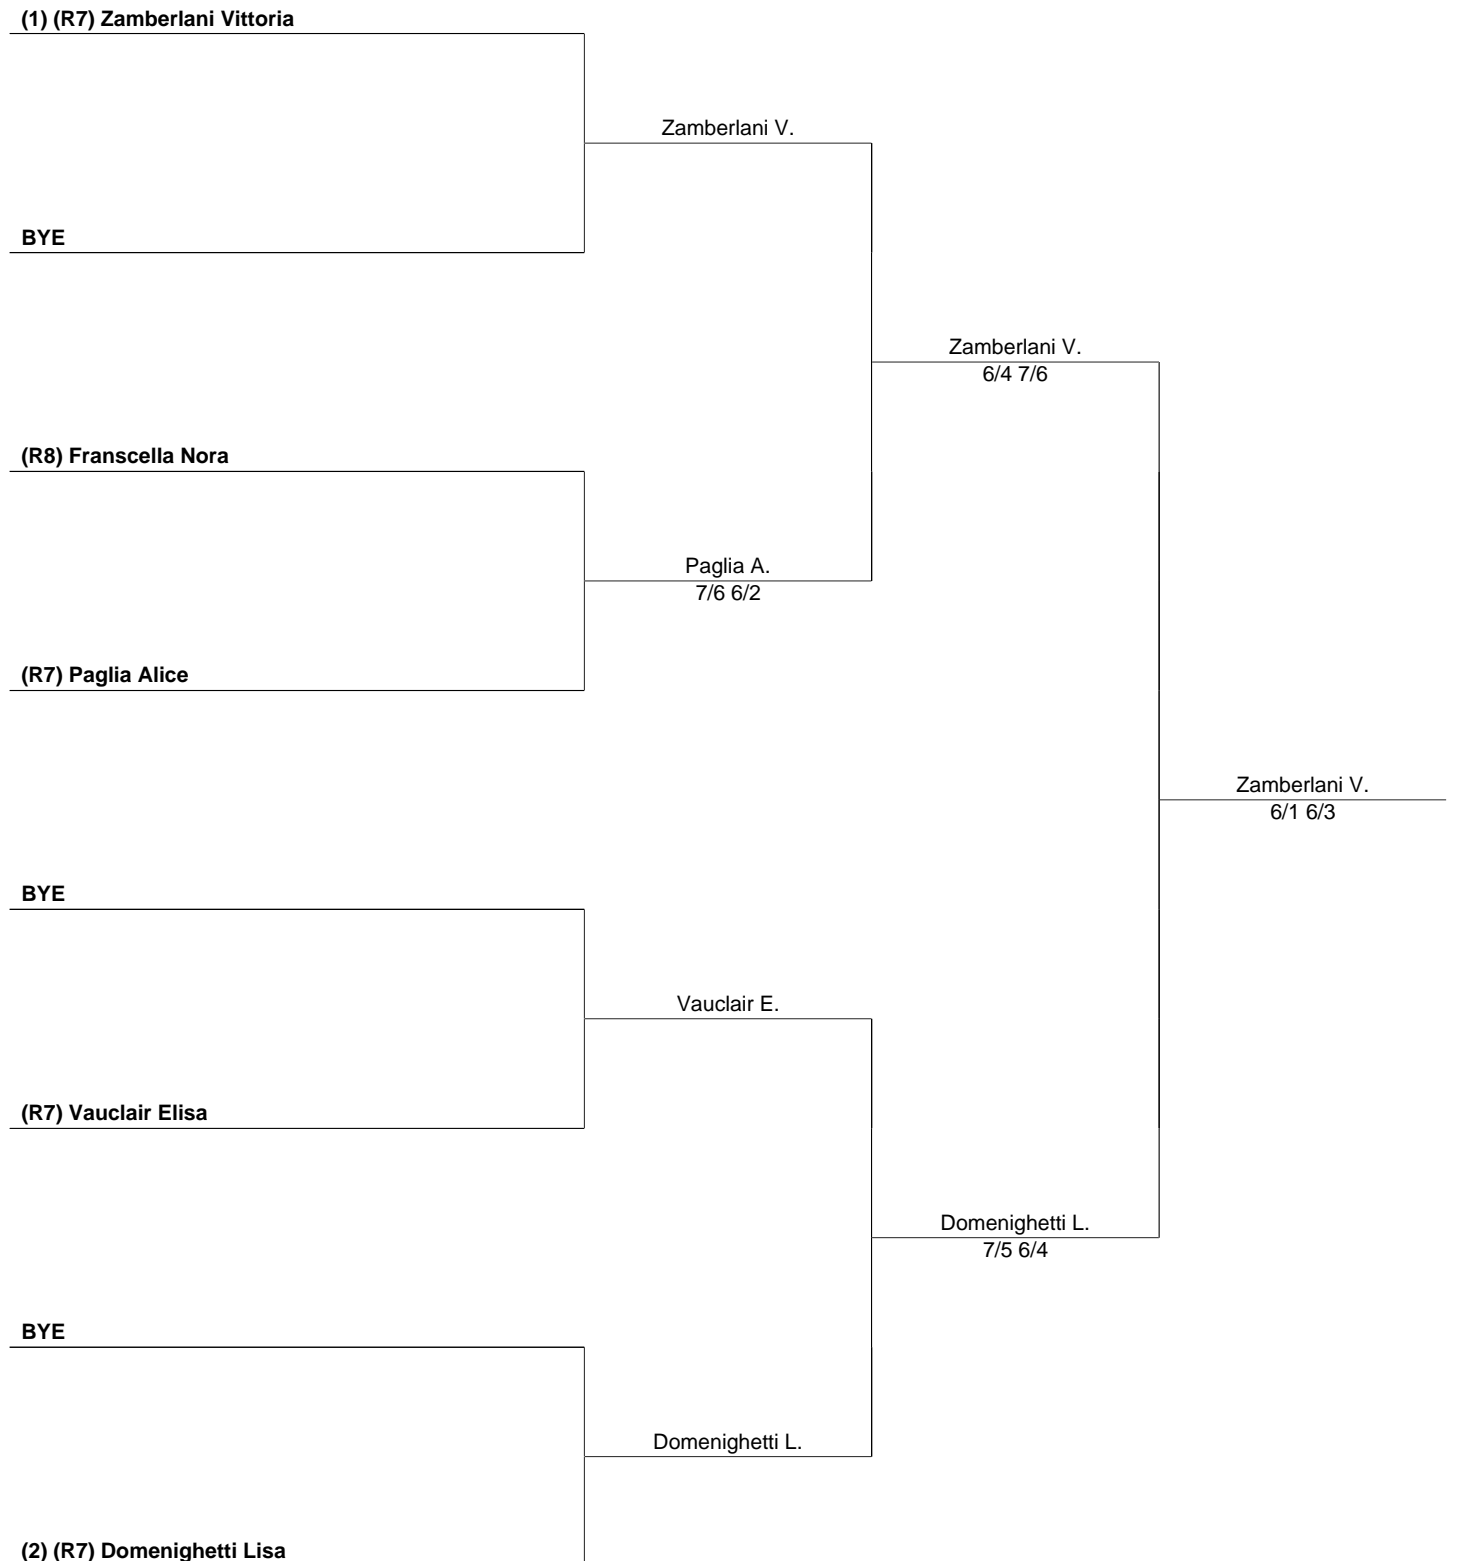 (1) (R7) Zamberlani Vittoria
Zamberlani V.
BYE
Zamberlani V.
6/4 7/6
(R8) Franscella Nora
Paglia A.
7/6 6/2
(R7) Paglia Alice
Zamberlani V.
6/1 6/3
BYE
Vauclair E.
(R7) Vauclair Elisa
Domenighetti L.
7/5 6/4
BYE
Domenighetti L.
(2) (R7) Domenighetti Lisa